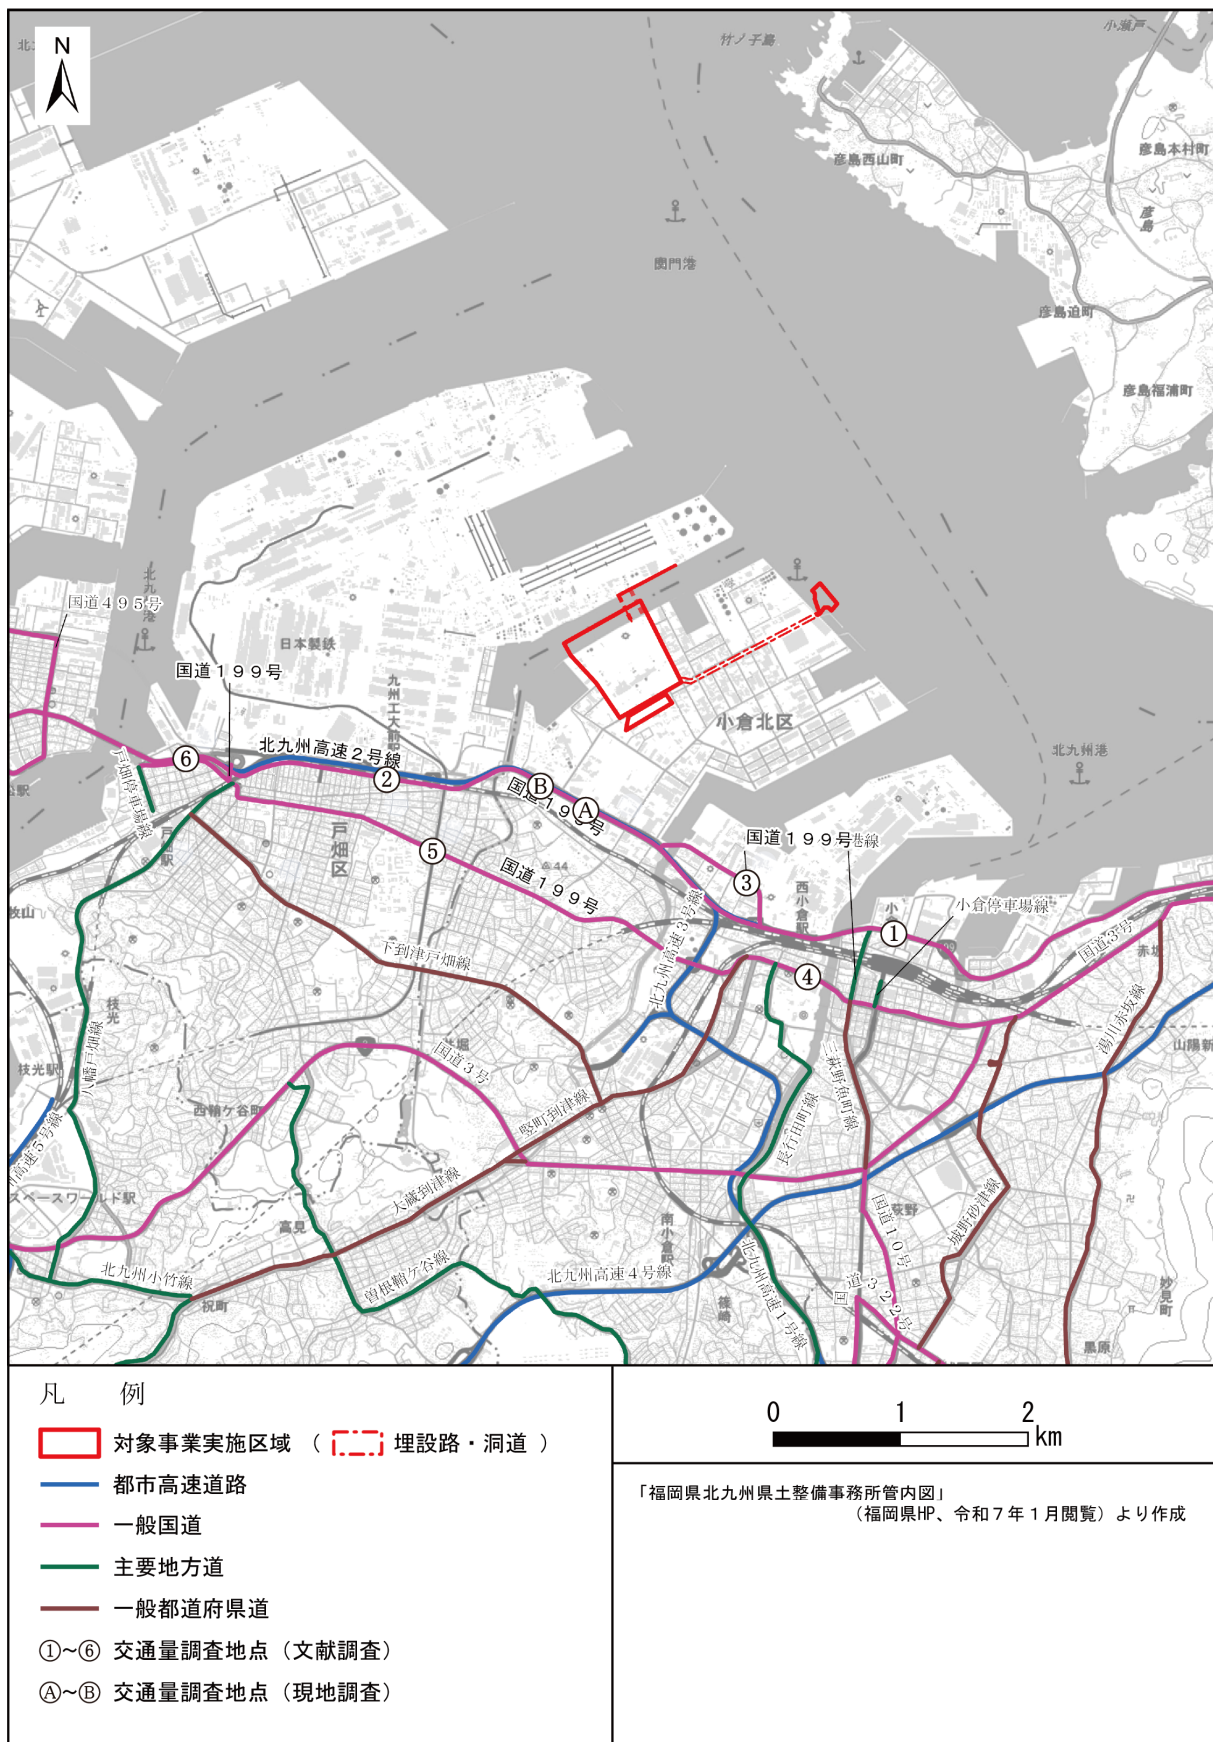 N
竹ノ子島
小瀬戸
彦島西山町
彦島本村町
彦島
関門港
彦島迫町
彦島福浦町
北九州港
国道495号
日本製鉄
国道199号
九州工大前駅
小倉北区
北九州港
北九州高速2号線
⑥
②
Ⓑ
Ⓐ
国道199号
戸畑停車場線
戸畑駅
戸畑区
⑤
国道199号
国道199号
港線
③
西小倉駅
小倉停車場線
①
国道3号
赤坂
牧山
下到津戸畑線
北九州高速3号線
④
枝光
八幡戸畑線
国道3号
湯川赤坂線
山陽新
枝光駅
西鞘ケ谷町
竪町到津線
三萩野魚町線
長行田町線
高速5号線
大蔵到津線
スペースワールド駅
高見
南小倉駅
国道10号
萩野
城野砂津線
北九州小竹線
曽根鞘ケ谷線
北九州高速4号線
北九州高速1号線
国道322号
祝町
篠崎
妙見町
黒原
凡 例
対象事業実施区域 ( 埋設路・洞道 )
都市高速道路
一般国道
主要地方道
一般都道府県道
①~⑥ 交通量調査地点(文献調査)
Ⓐ~Ⓑ 交通量調査地点(現地調査)
0 1 2
km
「福岡県北九州県土整備事務所管内図」
(福岡県HP、令和7年1月閲覧)より作成